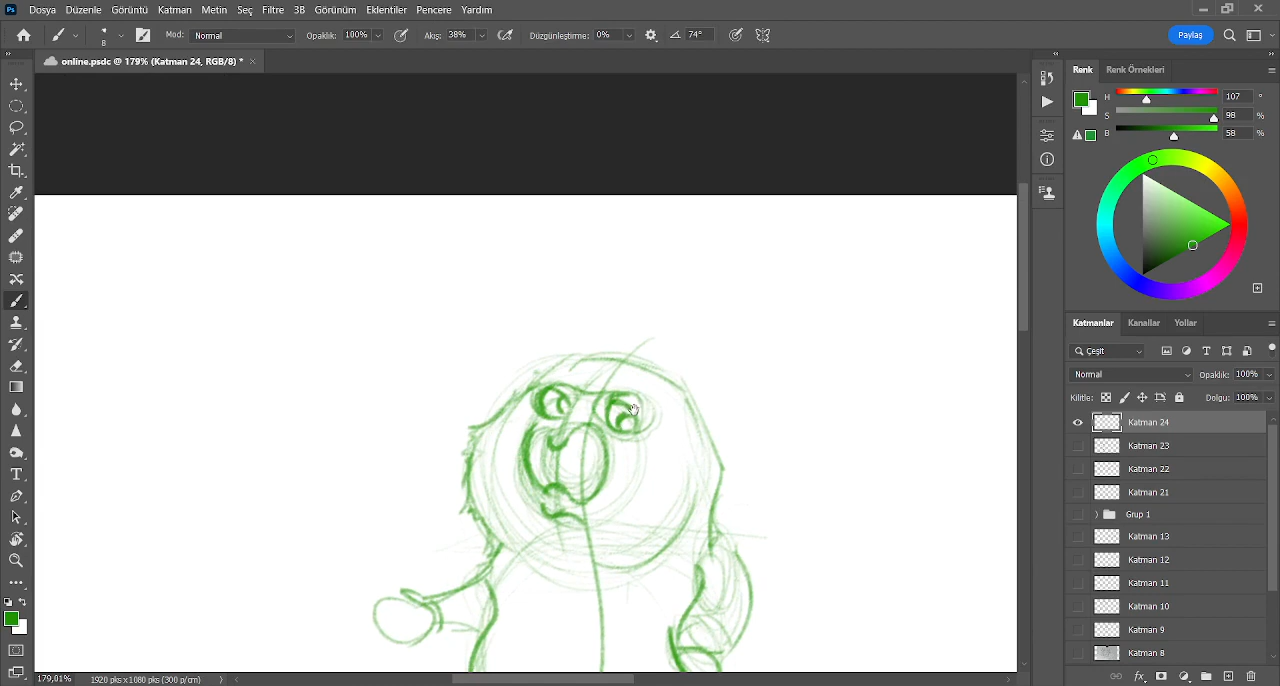 Ps Dosya Düzenle Görüntü Katman Metin Seç Filtre 3B Görünüm Eklentiler Pencere Yardım
8 Mod: Normal Opaklık: 100% Akış: 38% Düzgünleştirme: 0% 74° Paylaş
online.psdc @ 179% (Katman 24, RGB/8) *
Renk Renk Örnekleri
H 107 °
S 98 %
B 58 %
Katmanlar Kanallar Yollar
Çeşit
Normal Opaklık: 100%
Kilitle: Dolgu: 100%
Katman 24
Katman 23
Katman 22
Katman 21
Grup 1
Katman 13
Katman 12
Katman 11
Katman 10
Katman 9
Katman 8
179,01% 1920 pks x 1080 pks (300 p/cm)
fx